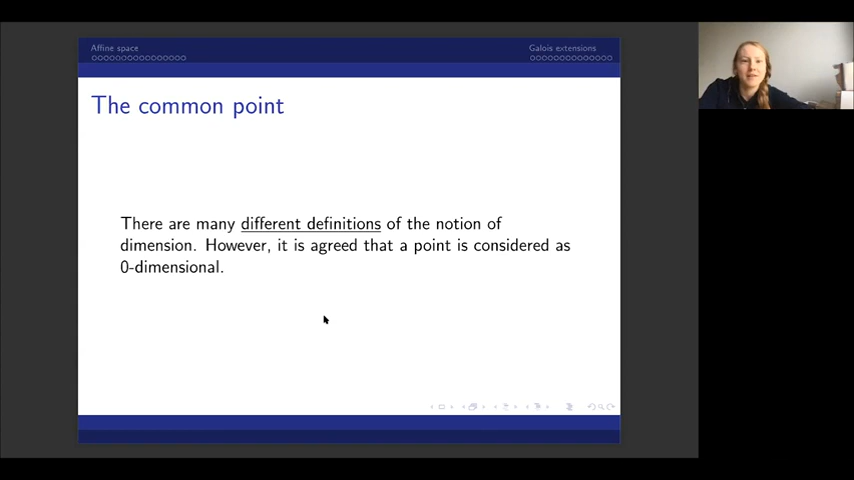 Affine space
Galois extensions
The common point
There are many different definitions of the notion of
dimension. However, it is agreed that a point is considered as
0-dimensional.